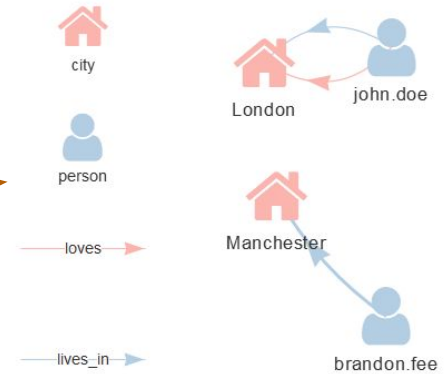 city
person
loves
lives_in
London
john.doe
Manchester
brandon.fee